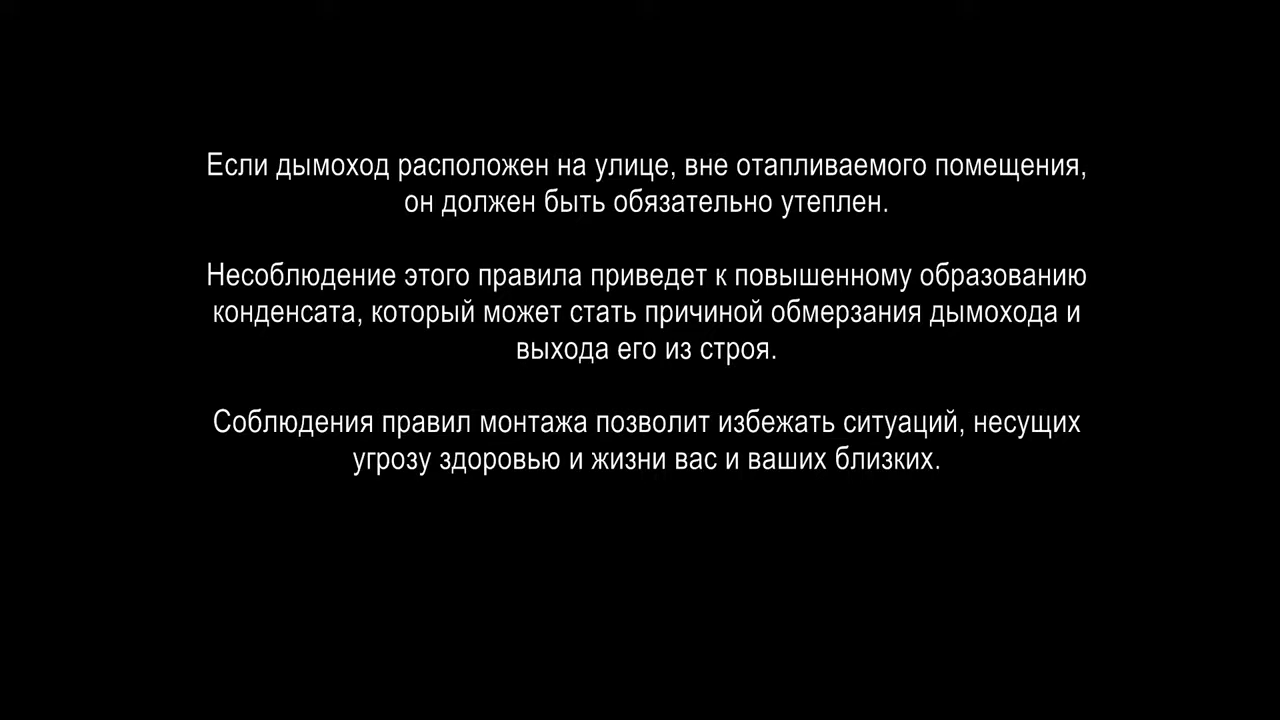 Если дымоход расположен на улице, вне отапливаемого помещения,
он должен быть обязательно утеплен.
Несоблюдение этого правила приведет к повышенному образованию
конденсата, который может стать причиной обмерзания дымохода и
выхода его из строя.
Соблюдения правил монтажа позволит избежать ситуаций, несущих
угрозу здоровью и жизни вас и ваших близких.